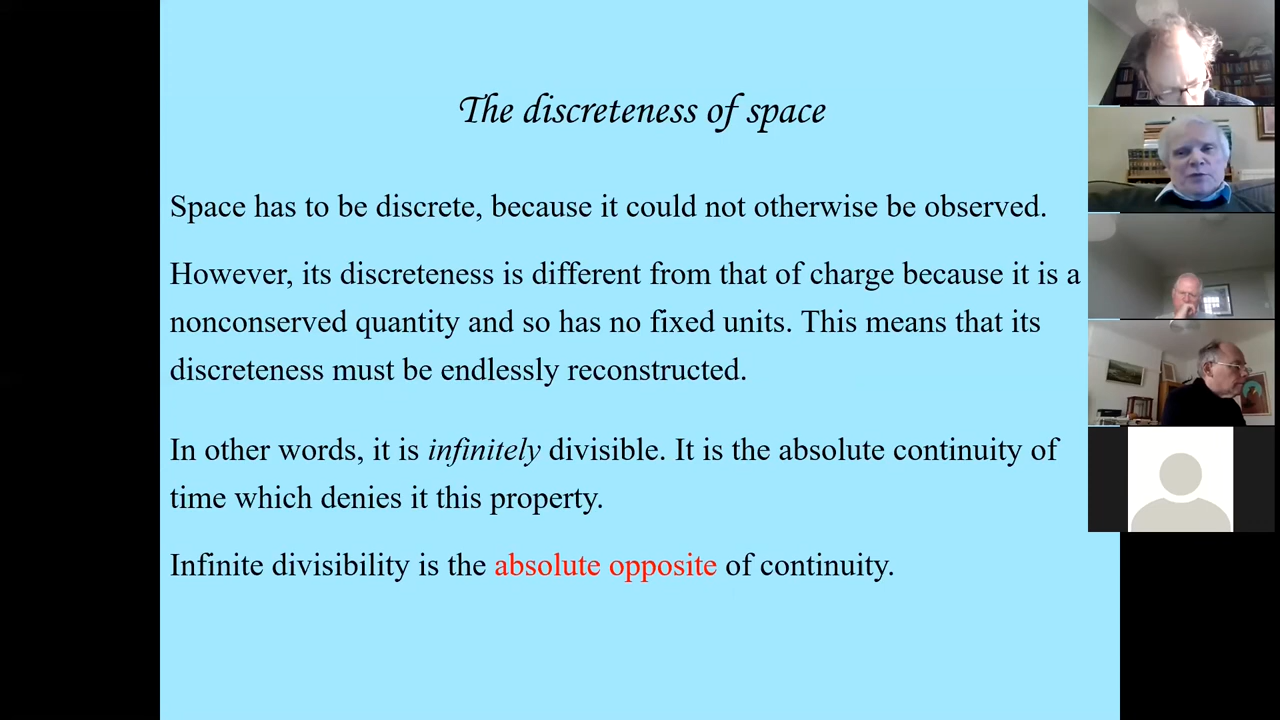 The discreteness of space
Space has to be discrete, because it could not otherwise be observed.
However, its discreteness is different from that of charge because it is a
nonconserved quantity and so has no fixed units. This means that its
discreteness must be endlessly reconstructed.
In other words, it is infinitely divisible. It is the absolute continuity of
time which denies it this property.
Infinite divisibility is the absolute opposite of continuity.